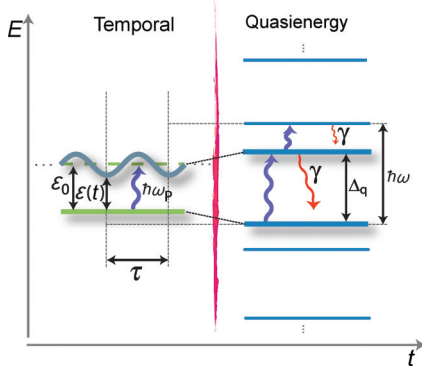 E
Temporal
Quasienergy
...
γ
...
...
ε₀
ε(t)
ħωₚ
γ
Δq
ħω
τ
...
t